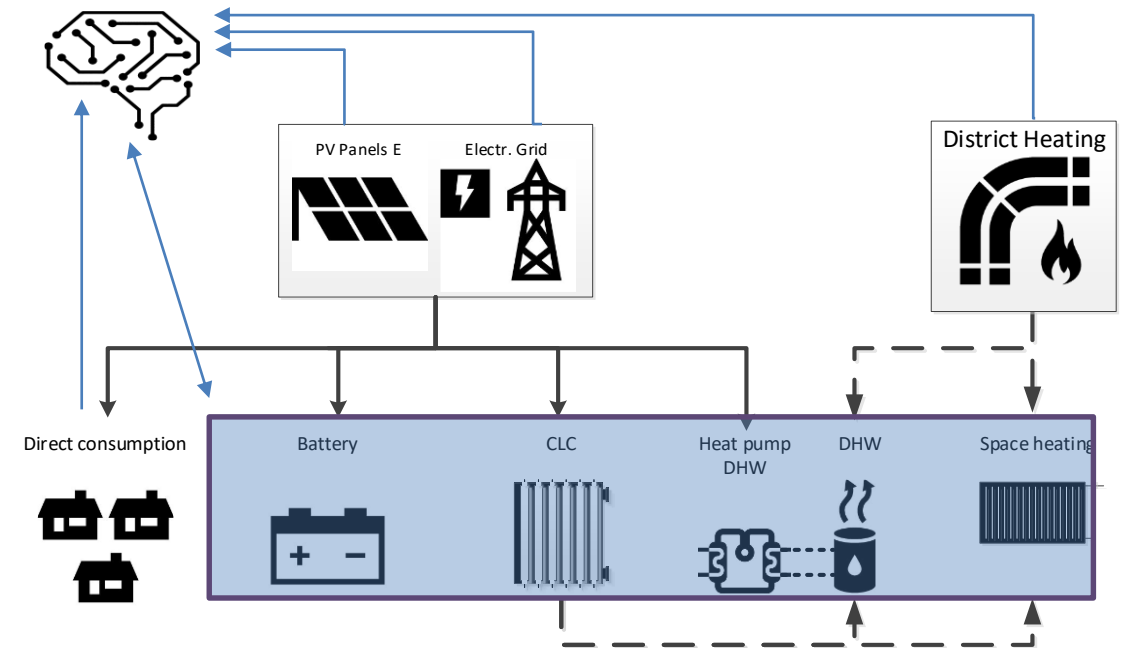 PV Panels E
Electr. Grid
District Heating
Direct consumption
Battery
CLC
Heat pump
DHW
DHW
Space heating